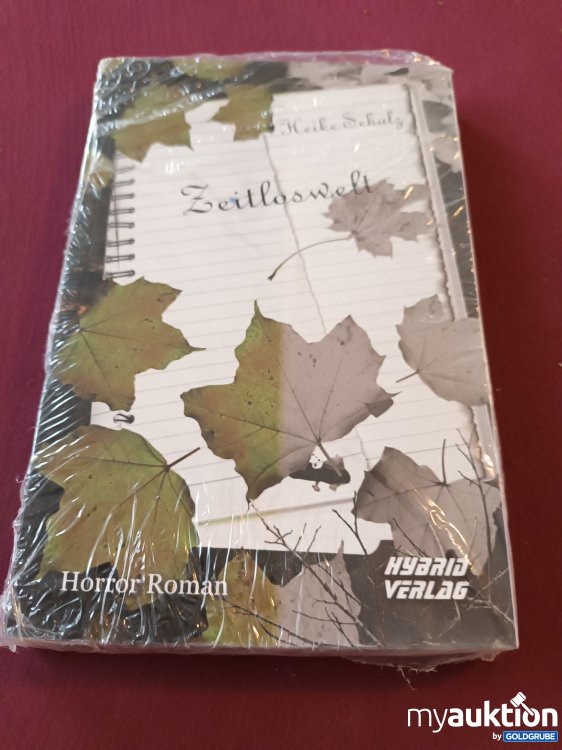 Heike Schulz
Zeitloswelt
Horror Roman
HYBRID
VERLAG
myauktion
by GOLDGRUBE